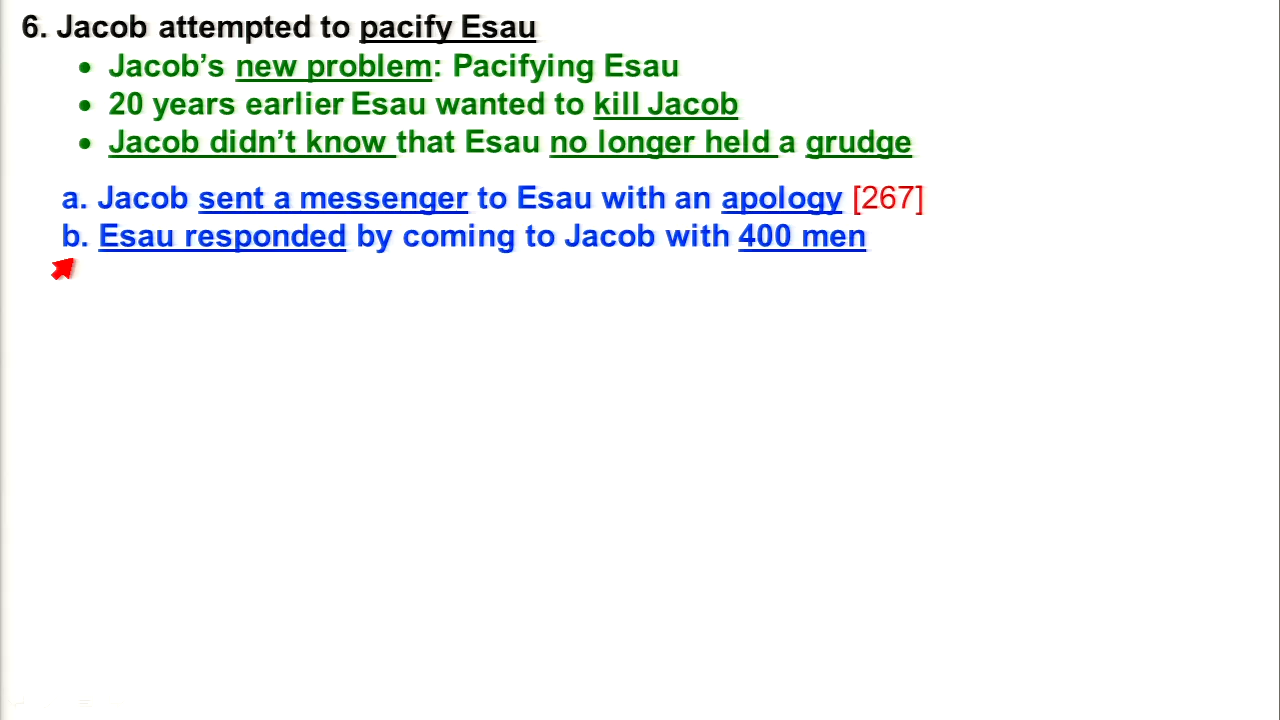 6. Jacob attempted to pacify Esau
• Jacob’s new problem: Pacifying Esau
• 20 years earlier Esau wanted to kill Jacob
• Jacob didn’t know that Esau no longer held a grudge
a. Jacob sent a messenger to Esau with an apology [267]
b. Esau responded by coming to Jacob with 400 men